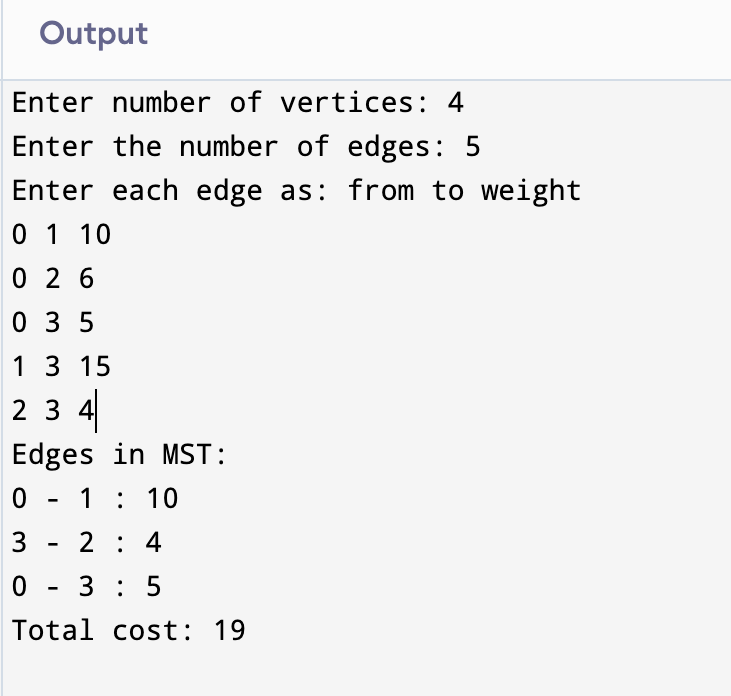 Output
Enter number of vertices: 4
Enter the number of edges: 5
Enter each edge as: from to weight
0 1 10
0 2 6
0 3 5
1 3 15
2 3 4
Edges in MST:
0 - 1 : 10
3 - 2 : 4
0 - 3 : 5
Total cost: 19